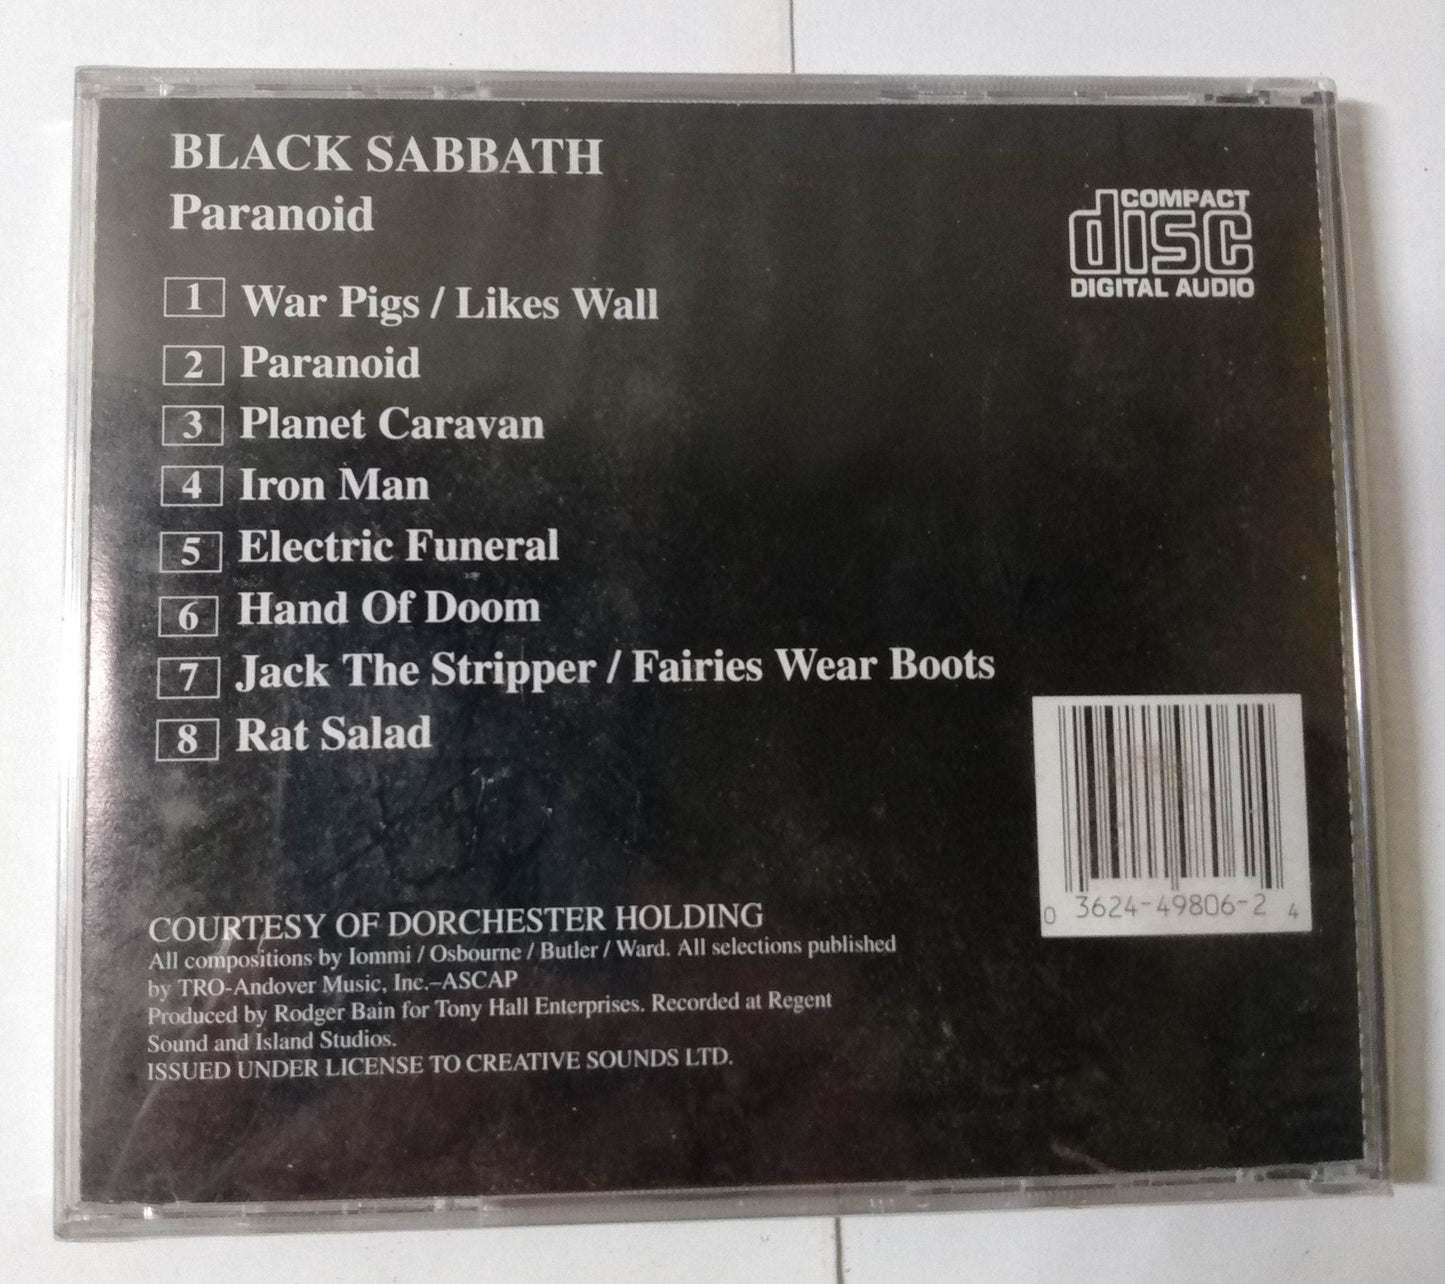 BLACK SABBATH
Paranoid
COMPACT
disc
DIGITAL AUDIO
1 War Pigs / Likes Wall
2 Paranoid
3 Planet Caravan
4 Iron Man
5 Electric Funeral
6 Hand Of Doom
7 Jack The Stripper / Fairies Wear Boots
8 Rat Salad
0 3624-49806-2 4
COURTESY OF DORCHESTER HOLDING
All compositions by Iommi / Osbourne / Butler / Ward. All selections published
by TRO-Andover Music, Inc.–ASCAP
Produced by Rodger Bain for Tony Hall Enterprises. Recorded at Regent
Sound and Island Studios.
ISSUED UNDER LICENSE TO CREATIVE SOUNDS LTD.